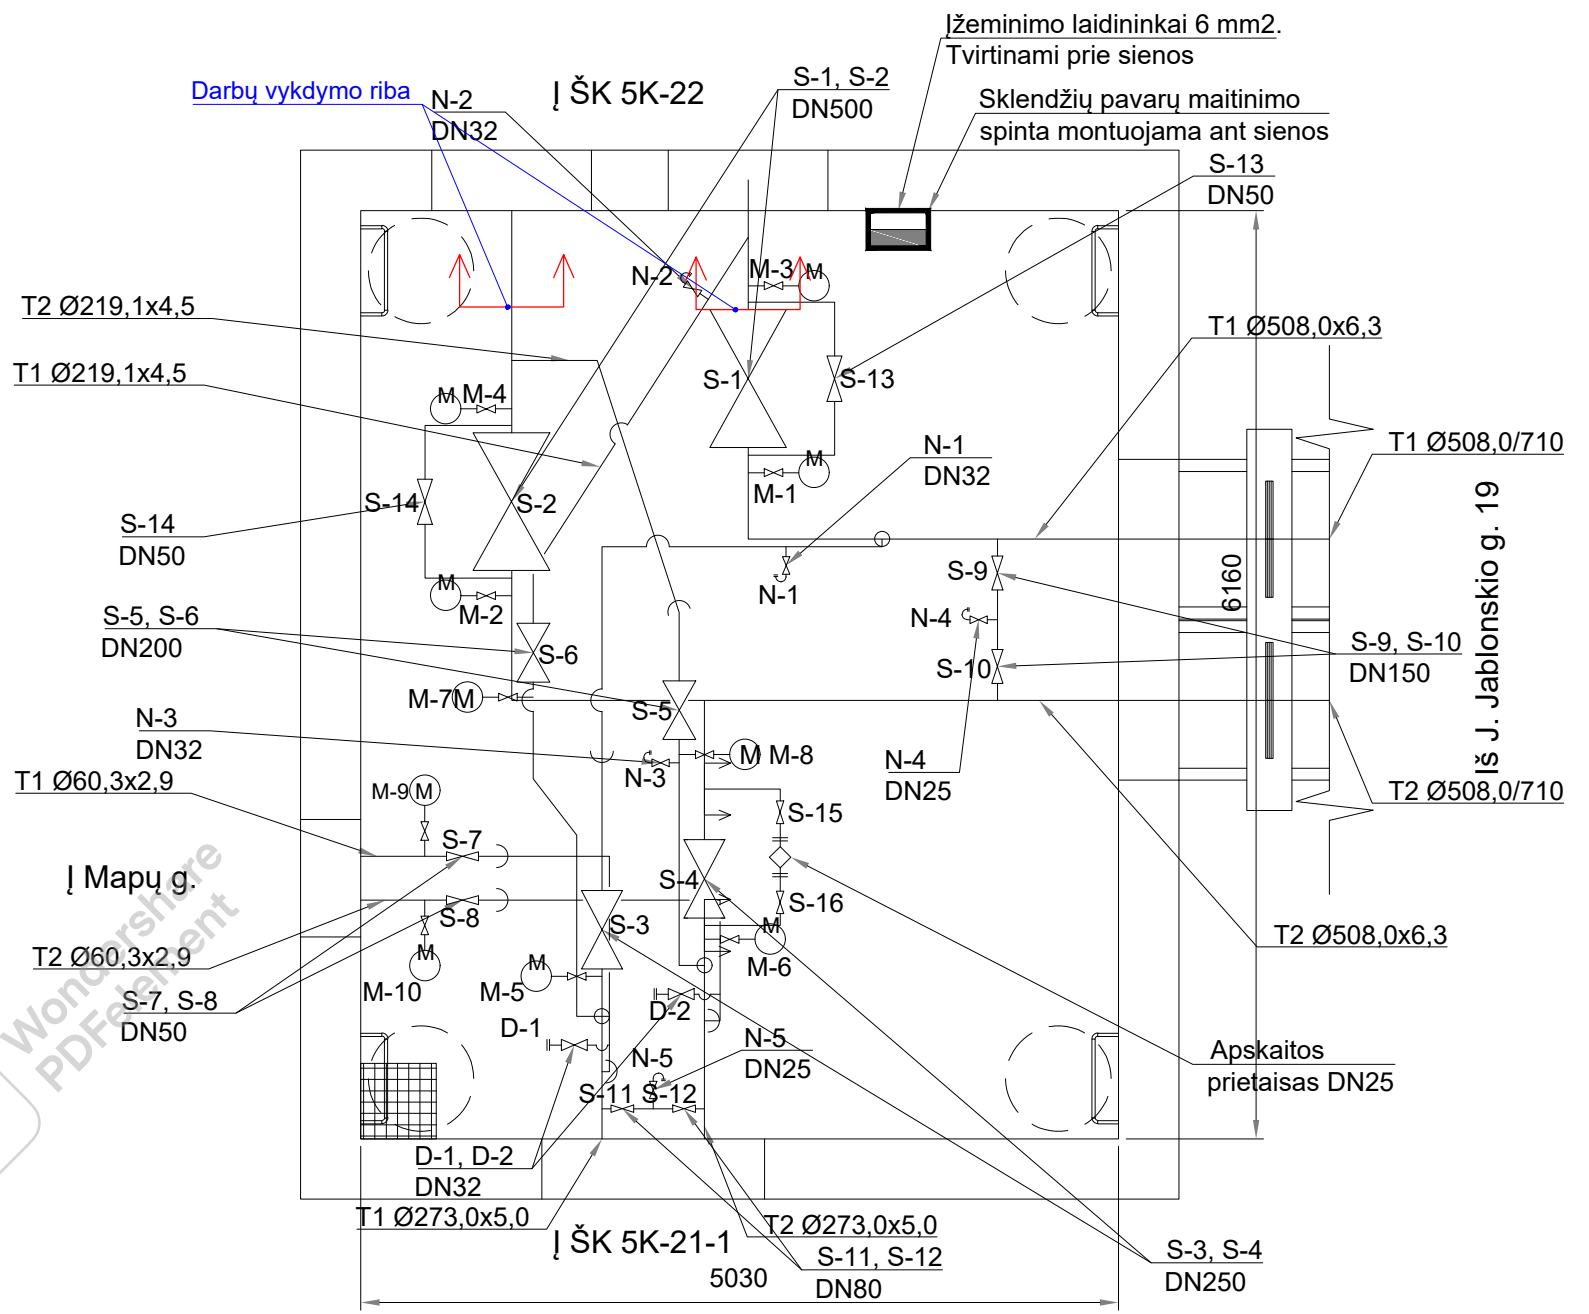 Įžeminimo laidininkai 6 mm2.
Tvirtinami prie sienos
Darbų vykdymo riba
N-2
DN32
Į ŠK 5K-22
S-1, S-2
DN500
Sklendžių pavarų maitinimo
spinta montuojama ant sienos
S-13
DN50
N-2
M-3
M
T2 Ø219,1x4,5
T1 Ø508,0x6,3
T1 Ø219,1x4,5
S-1
S-13
M
M-4
T1 Ø508,0/710
N-1
DN32
M
M-1
S-14
S-2
S-14
DN50
Iš J. Jablonskio g. 19
S-9
6160
M
M-2
N-1
N-4
S-5, S-6
DN200
S-6
S-10
S-9, S-10
DN150
M-7
M
S-5
N-3
DN32
M
M-8
N-3
N-4
DN25
T1 Ø60,3x2,9
M-9
M
T2 Ø508,0/710
S-15
S-7
Į Mapų g.
S-4
S-16
S-8
S-3
M
T2 Ø508,0x6,3
T2 Ø60,3x2,9
M
M
M-6
M-10
M-5
S-7, S-8
DN50
D-2
D-1
N-5
N-5
DN25
Apskaitos
prietaisas DN25
S-11
S-12
D-1, D-2
DN32
T1 Ø273,0x5,0
T2 Ø273,0x5,0
Į ŠK 5K-21-1
S-11, S-12
DN80
S-3, S-4
DN250
5030
Wondershare
PDFelement